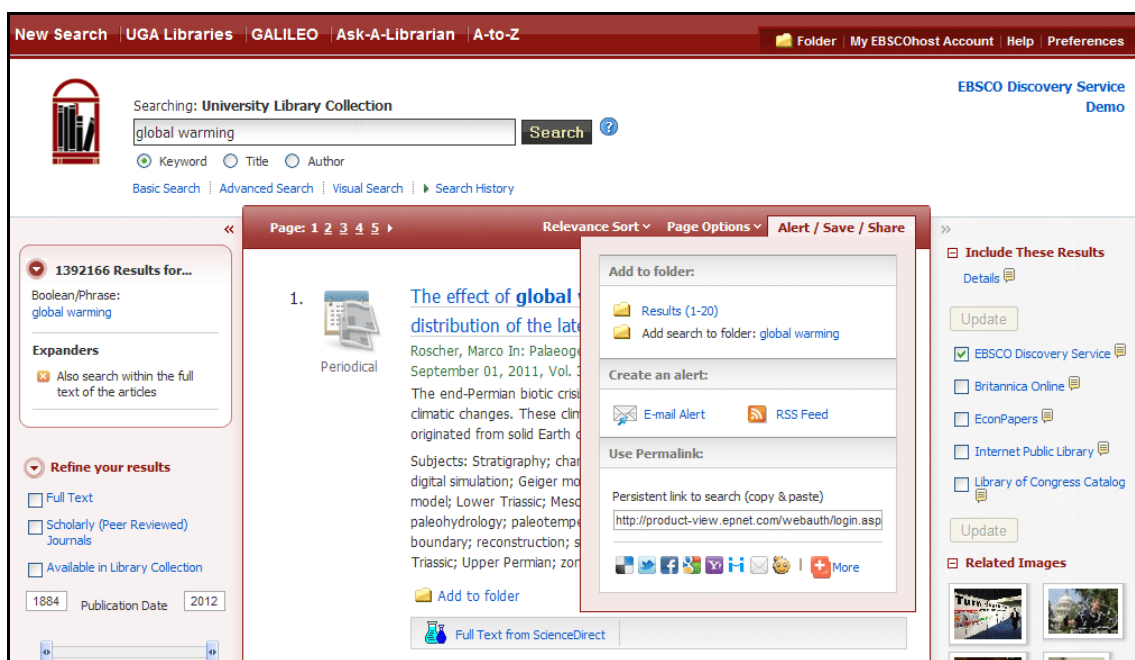 New Search | UGA Libraries | GALILEO | Ask-A-Librarian | A-to-Z
Folder | My EBSCOhost Account | Help | Preferences
EBSCO Discovery Service
Demo
Searching: University Library Collection
global warming
Search
?
Keyword Title Author
Basic Search | Advanced Search | Visual Search | Search History
«
1392166 Results for...
Boolean/Phrase:
global warming
Expanders
Also search within the full
text of the articles
Refine your results
Full Text
Scholarly (Peer Reviewed)
Journals
Available in Library Collection
1884 Publication Date 2012
Page: 1 2 3 4 5
Relevance Sort Page Options Alert / Save / Share
1.
Periodical
The effect of global
distribution of the late
Roscher, Marco In: Palaeoge
September 01, 2011, Vol.
The end-Permian biotic crisi
climatic changes. These clim
originated from solid Earth
Subjects: Stratigraphy; char
digital simulation; Geiger mo
model; Lower Triassic; Meso
paleohydrology; paleotempe
boundary; reconstruction; s
Triassic; Upper Permian; zon
Add to folder
Full Text from ScienceDirect
Add to folder:
Results (1-20)
Add search to folder: global warming
Create an alert:
E-mail Alert RSS Feed
Use Permalink:
Persistent link to search (copy & paste)
http://product-view.epnet.com/webauth/login.asp
More
»
Include These Results
Details
Update
EBSCO Discovery Service
Britannica Online
EconPapers
Internet Public Library
Library of Congress Catalog
Update
Related Images
Turn